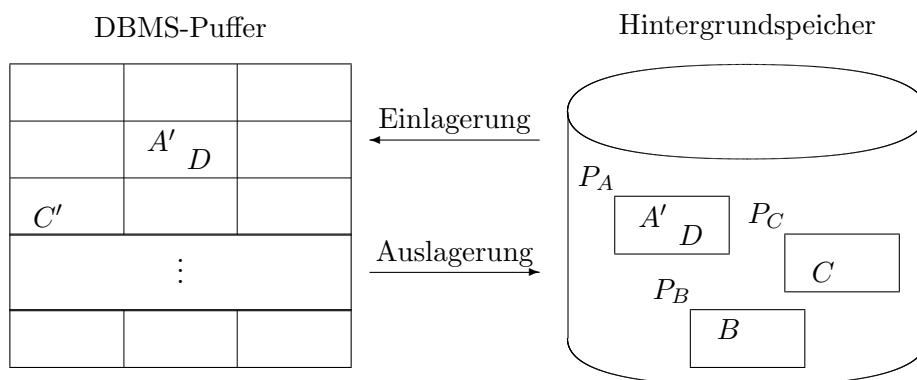 DBMS-Puffer
Hintergrundspeicher
Einlagerung
A′ D
C′
Auslagerung
⋮
P_A
A′ D
P_C
C
P_B
B